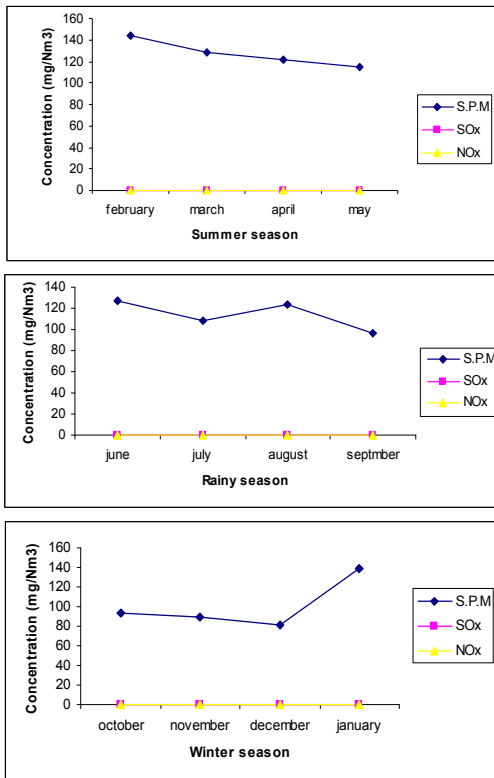 160
140
120
100
80
60
40
20
0
Concentration (mg/Nm3)
february march april may
Summer season
S.P.M
SOx
NOx
140
120
100
80
60
40
20
0
Concentration (mg/Nm3)
june july august septmber
Rainy season
S.P.M
SOx
NOx
160
140
120
100
80
60
40
20
0
Concentration (mg/Nm3)
october november december january
Winter season
S.P.M
SOx
NOx